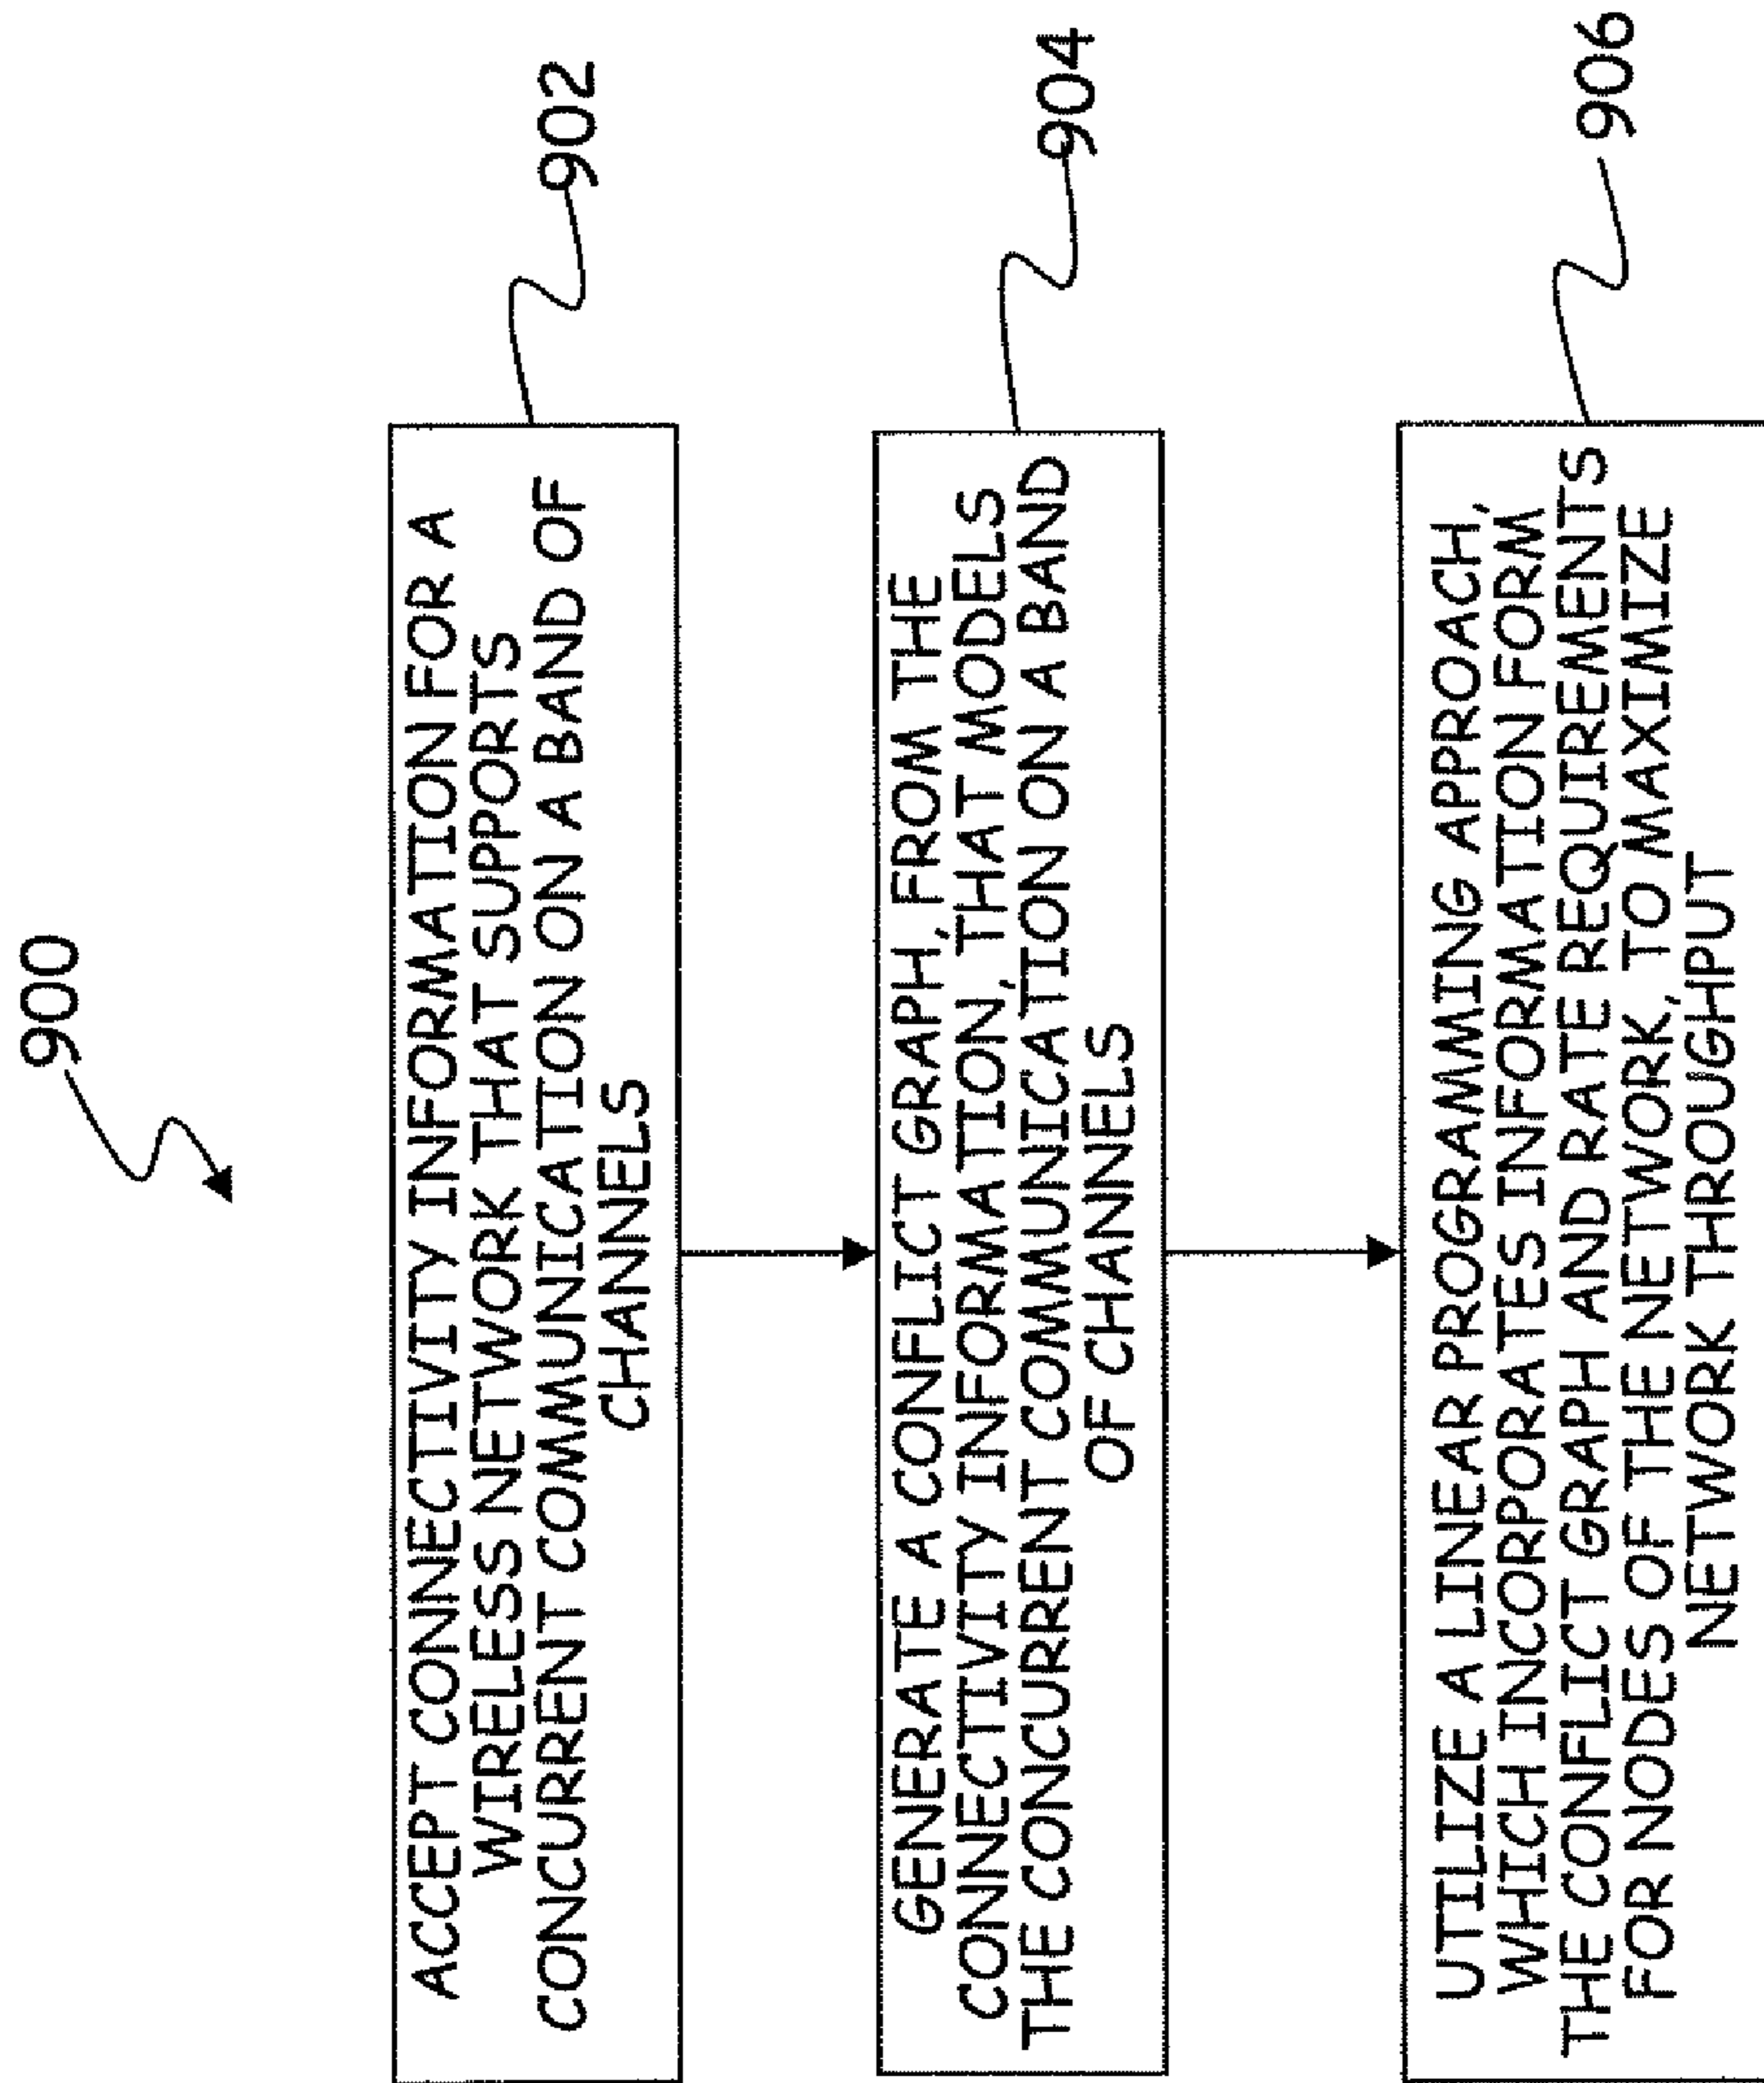 900
ACCEPT CONNECTIVITY INFORMATION FOR A
WIRELESS NETWORK THAT SUPPORTS
CONCURRENT COMMUNICATION ON A BAND OF
CHANNELS
902
GENERATE A CONFLICT GRAPH, FROM THE
CONNECTIVITY INFORMATION, THAT MODELS
THE CONCURRENT COMMUNICATION ON A BAND
OF CHANNELS
904
UTILIZE A LINEAR PROGRAMMING APPROACH,
WHICH INCORPORATES INFORMATION FORM
THE CONFLICT GRAPH AND RATE REQUIREMENTS
FOR NODES OF THE NETWORK, TO MAXIMIZE
NETWORK THROUGHPUT
906